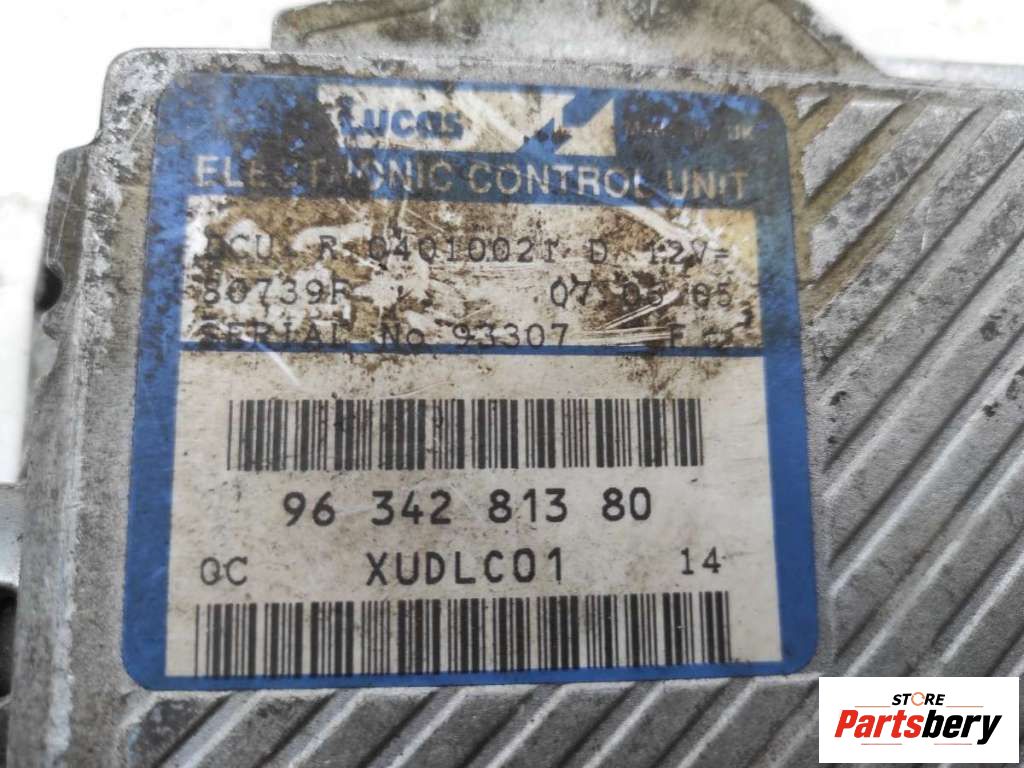 Lucas
ELECTRONIC CONTROL UNIT
DCU R 04010021 D 12V=
80739F 07 05
SERIAL No 93307
96 342 813 80
QC XUDLC01 14
STORE
Partsbery